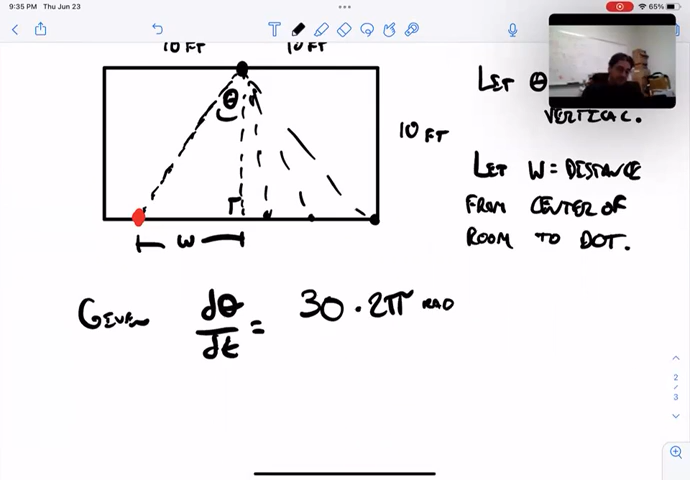 9:35 PM Thu Jun 23
65%
10 FT 10 FT
θ
10 FT
W
LET θ
VERTICAL.
LET W = DISTANCE
FROM CENTER OF
ROOM TO DOT.
GIVEN dθ/dt = 30 · 2π RAD
2
/
3